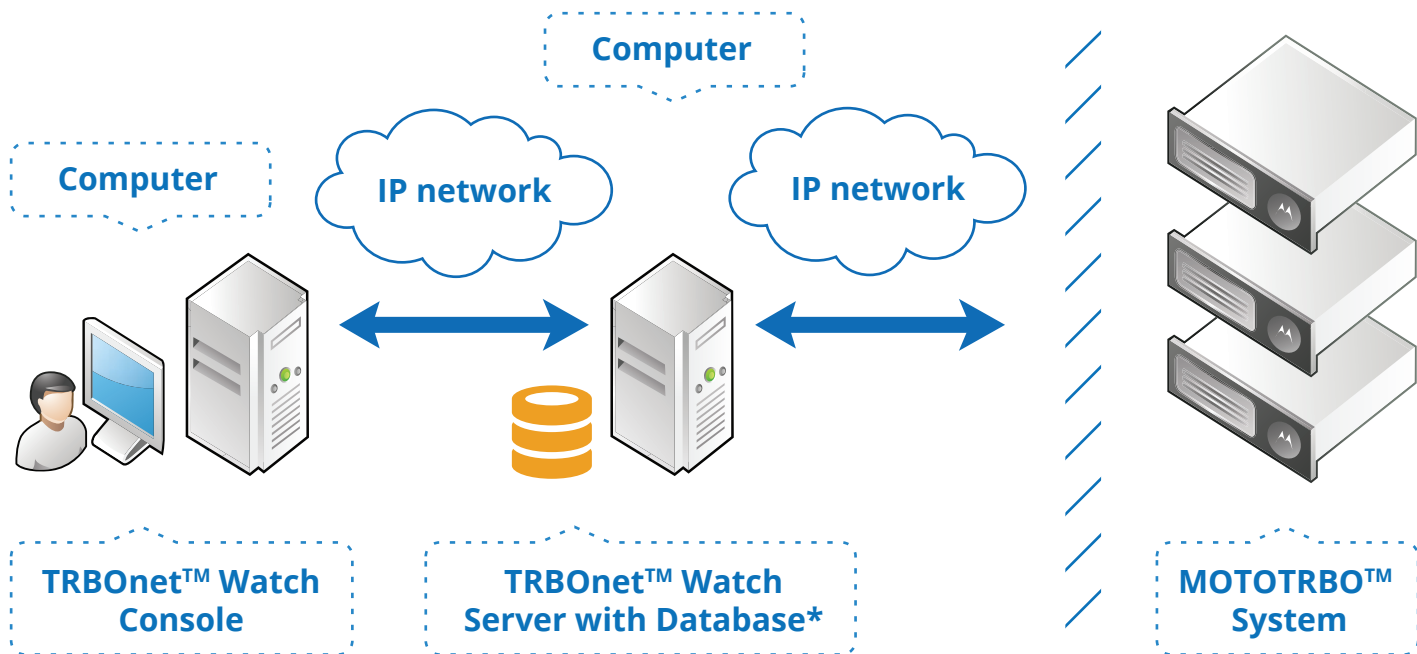 Computer
Computer
IP network
IP network
TRBOnet™ Watch
Console
TRBOnet™ Watch
Server with Database*
MOTOTRBO™
System